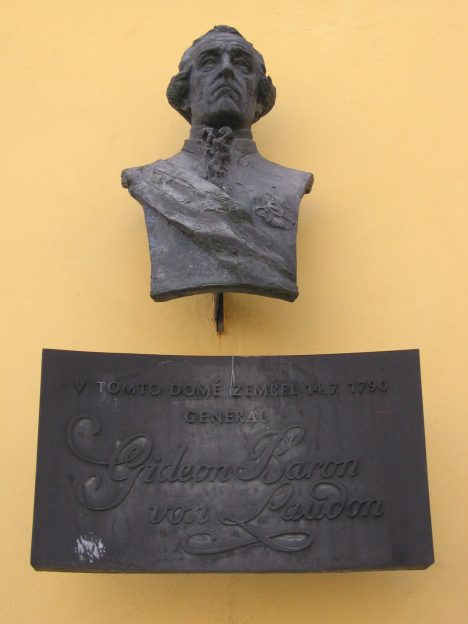 V TOMTO DOMĚ ZEMŘEL 14.7. 1790
GENERÁL
Gideon Baron
von Laudon